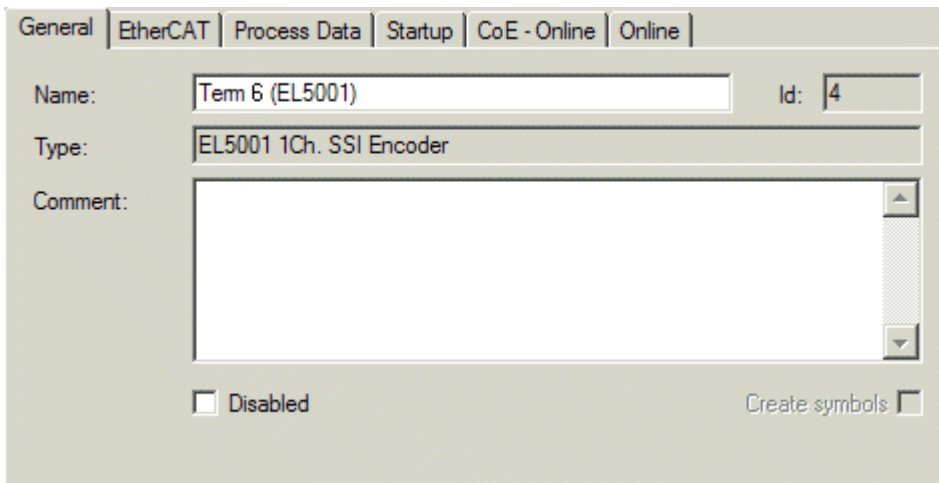 General EtherCAT Process Data Startup CoE - Online Online
Name: Term 6 (EL5001) Id: 4
Type: EL5001 1Ch. SSI Encoder
Comment:
Disabled Create symbols